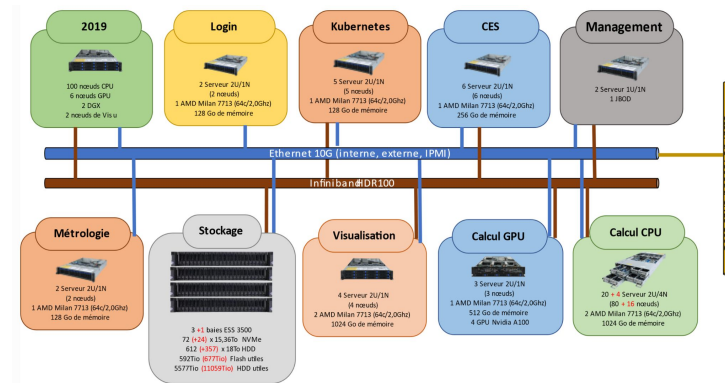 2019
100 nœuds CPU
6 nœuds GPU
2 DGX
2 nœuds de Visu
Login
2 Serveur 2U/1N
(2 nœuds)
1 AMD Milan 7713 (64c/2,0Ghz)
128 Go de mémoire
Kubernetes
5 Serveur 2U/1N
(5 nœuds)
1 AMD Milan 7713 (64c/2,0Ghz)
128 Go de mémoire
CES
6 Serveur 2U/1N
(6 nœuds)
1 AMD Milan 7713 (64c/2,0Ghz)
256 Go de mémoire
Management
2 Serveur 1U/1N
1 JBOD
Ethernet 10G (interne, externe, IPMI)
Infiniband HDR100
Métrologie
2 Serveur 2U/1N
(2 nœuds)
1 AMD Milan 7713 (64c/2,0Ghz)
128 Go de mémoire
Stockage
3 +1 baies ESS 3500
72 (+24) x 15,36To NVMe
612 (+357) x 18To HDD
592Tio (677Tio) Flash utiles
5577Tio (11059Tio) HDD utiles
Visualisation
4 Serveur 2U/1N
(4 nœuds)
2 AMD Milan 7713 (64c/2,0Ghz)
1024 Go de mémoire
Calcul GPU
3 Serveur 2U/1N
(3 nœuds)
1 AMD Milan 7713 (64c/2,0Ghz)
512 Go de mémoire
4 GPU Nvidia A100
Calcul CPU
20 + 4 Serveur 2U/4N
(80 + 16 nœuds)
2 AMD Milan 7713 (64c/2,0Ghz)
1024 Go de mémoire